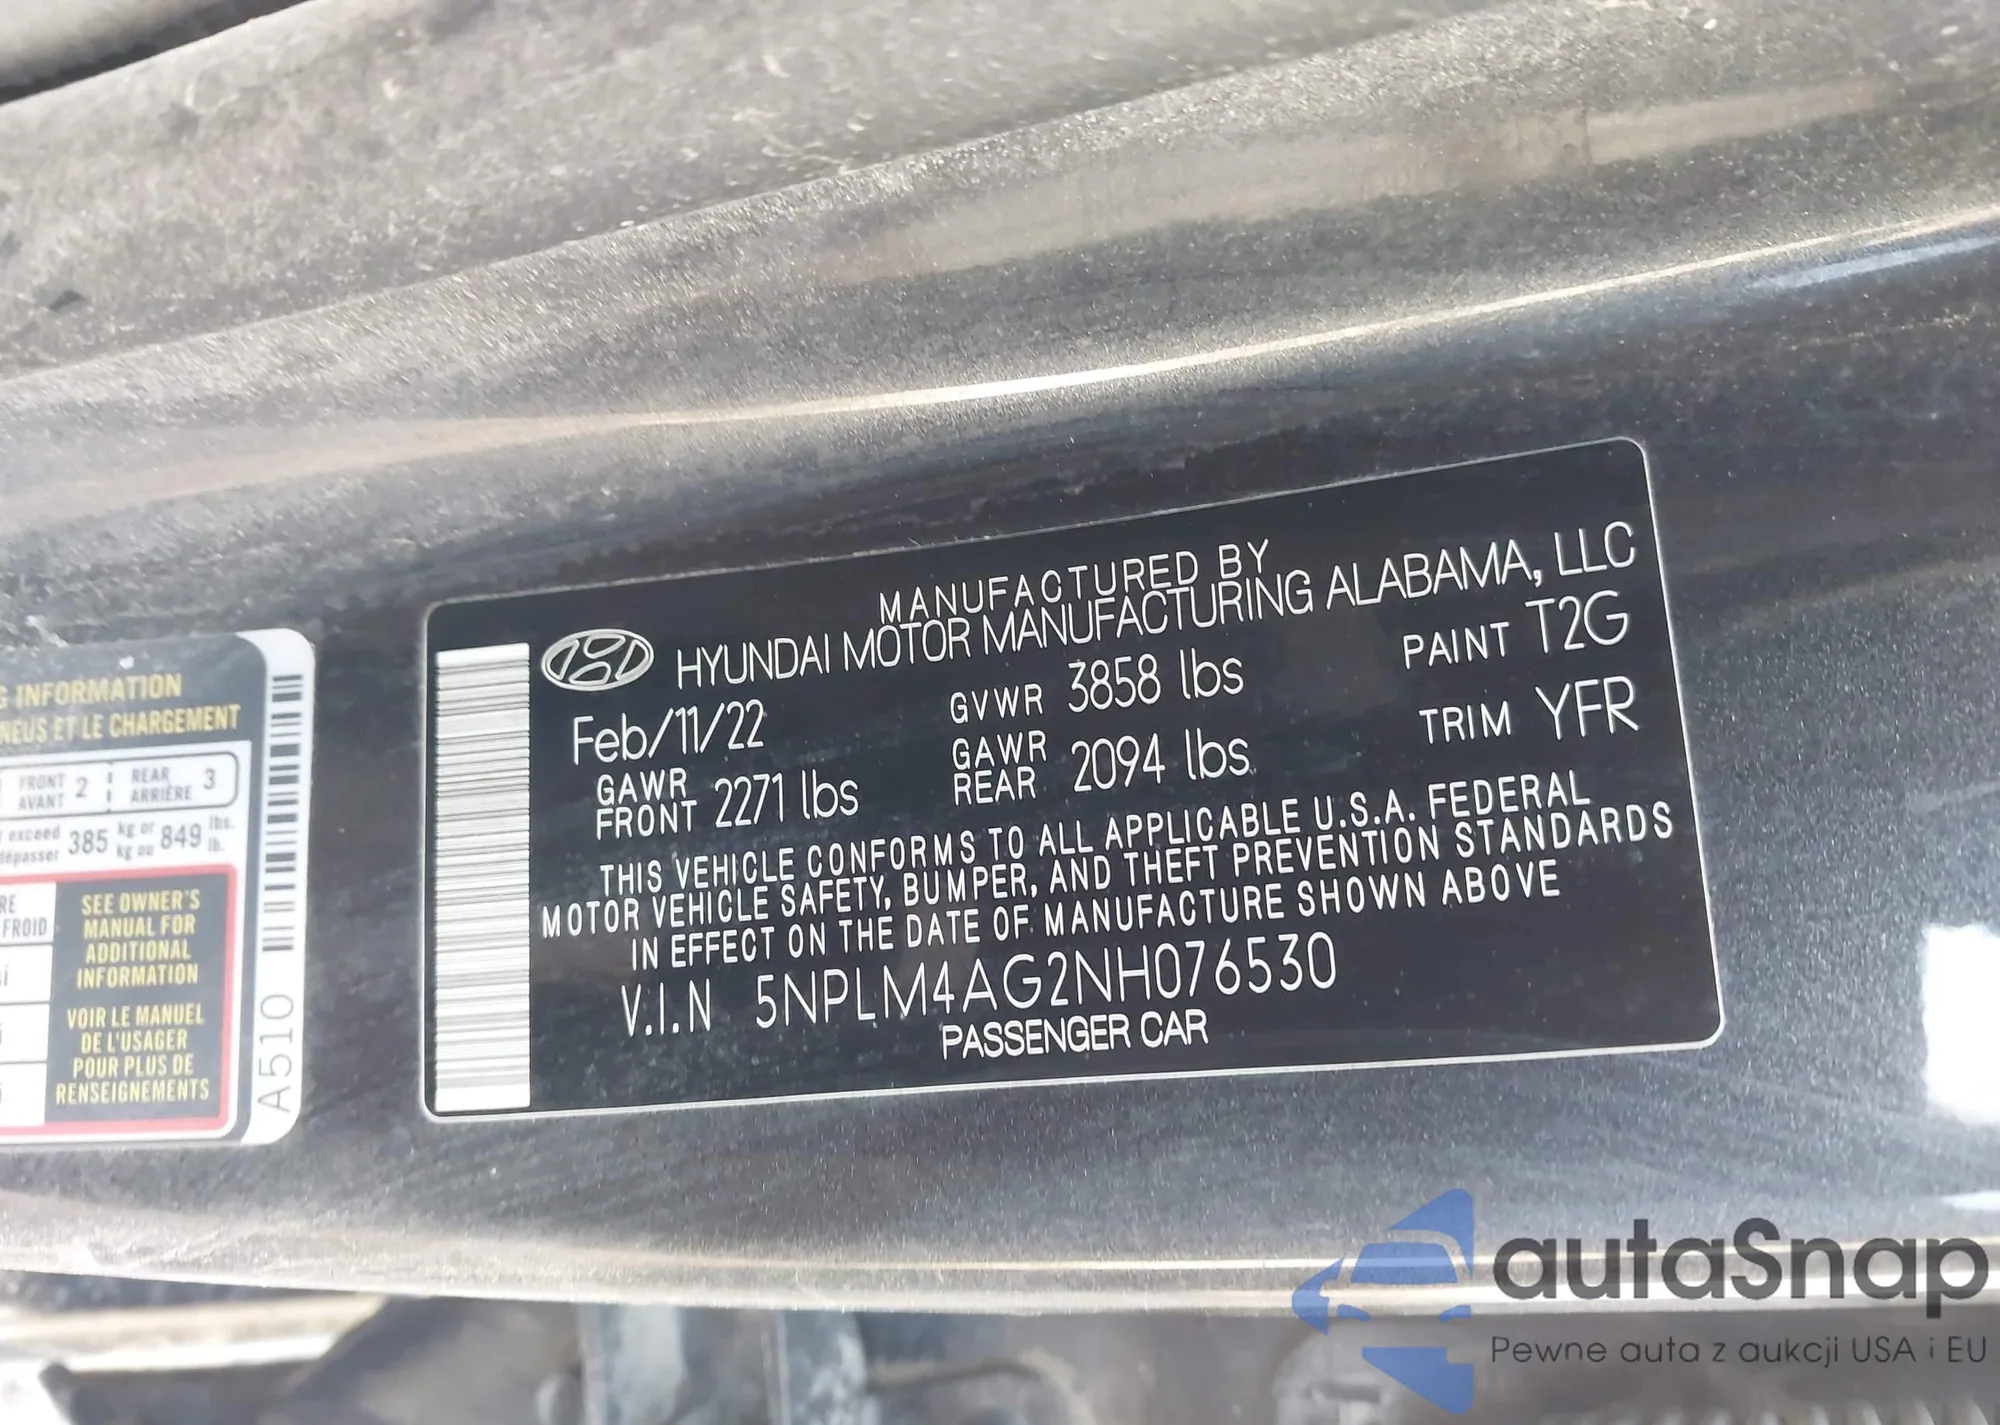 G INFORMATION
NEUS ET LE CHARGEMENT
FRONT 2 REAR 3
AVANT ARRIÈRE
exceed 385 kg or 849 lbs.
dépasser kg ou lb.
FROID
SEE OWNER'S
MANUAL FOR
ADDITIONAL
INFORMATION
VOIR LE MANUEL
DE L'USAGER
POUR PLUS DE
RENSEIGNEMENTS
A510
MANUFACTURED BY
HYUNDAI MOTOR MANUFACTURING ALABAMA, LLC
Feb/11/22 GVWR 3858 lbs PAINT T2G
GAWR FRONT 2271 lbs GAWR REAR 2094 lbs TRIM YFR
THIS VEHICLE CONFORMS TO ALL APPLICABLE U.S.A. FEDERAL
MOTOR VEHICLE SAFETY, BUMPER, AND THEFT PREVENTION STANDARDS
IN EFFECT ON THE DATE OF MANUFACTURE SHOWN ABOVE
V.I.N 5NPLM4AG2NH076530
PASSENGER CAR
autaSnap
Pewne auta z aukcji USA i EU